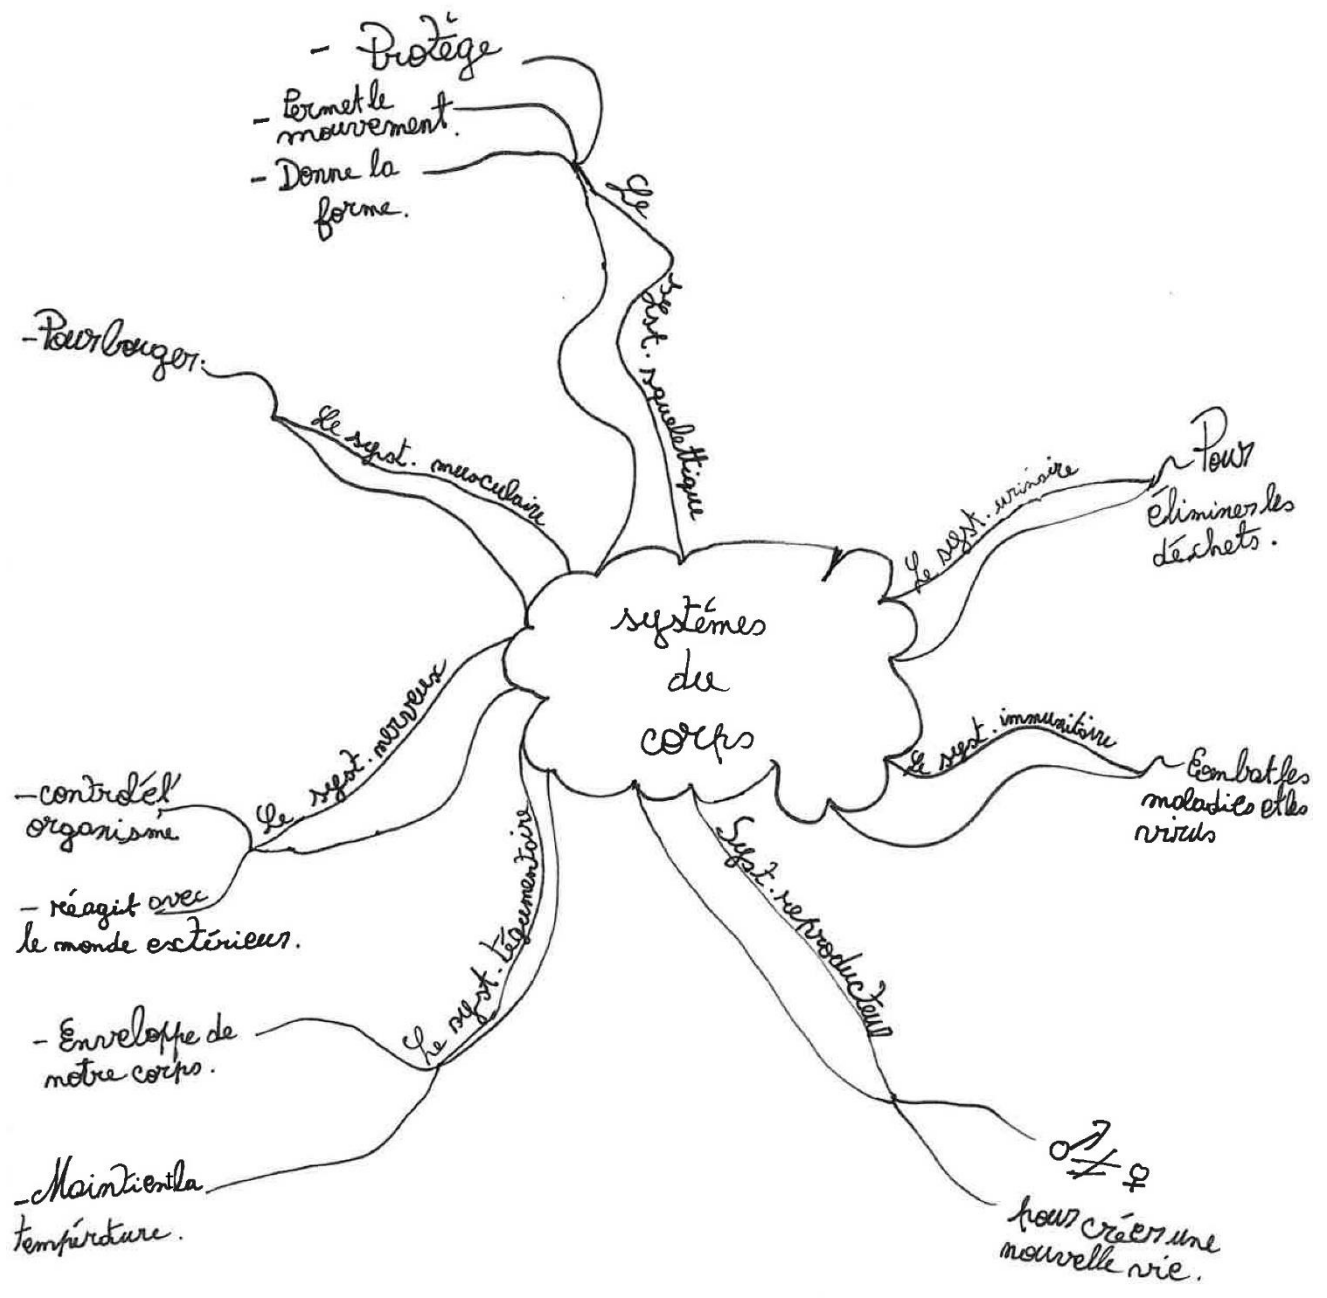 - Protège
- Permet le
mouvement.
- Donne la
forme.
Le
syst. squelettique
- Pour bouger.
Le syst. musculaire
Le syst. urinaire
Pour
éliminer les
déchets.
systémes
du
corps
Le syst. nerveux
- contrôlé l'
organisme
- réagit avec
le monde extérieur.
Le syst. immunitaire
Combat les
maladies et les
virus
Le syst. tégumentaire
- Enveloppe de
notre corps.
- Maintient la
température.
Syst. reproducteur
♂ ≠ ♀
pour créer une
nouvelle vie.